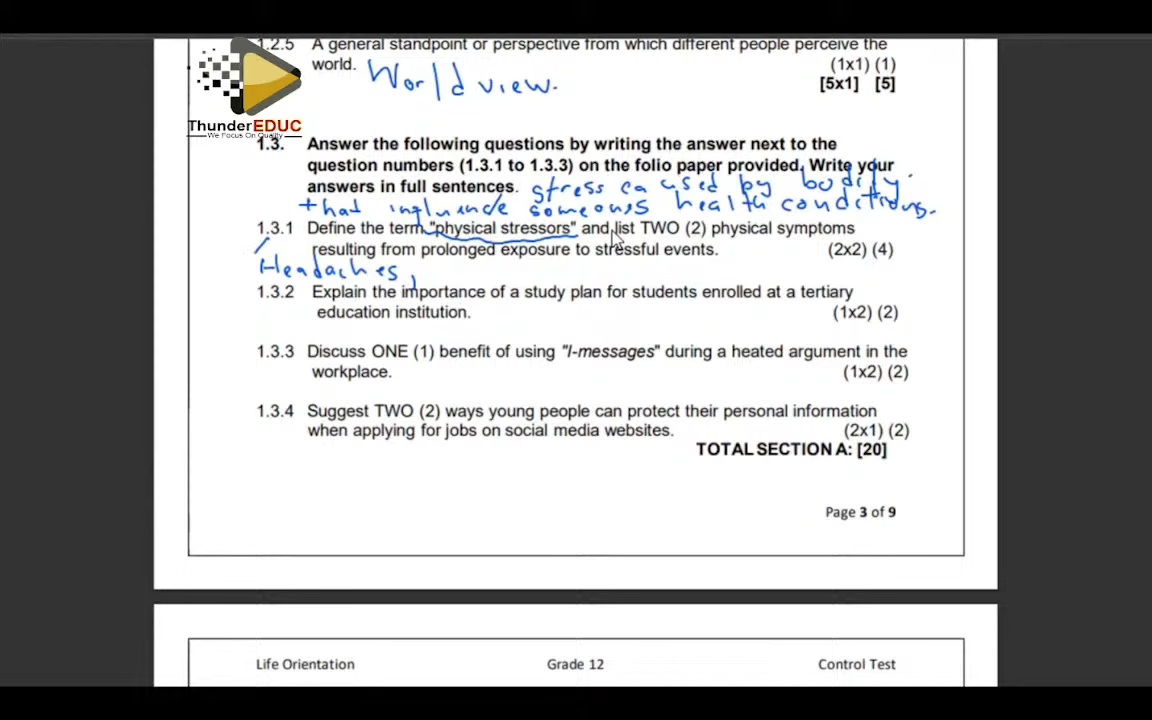 1.2.5 A general standpoint or perspective from which different people perceive the
world. World view. (1x1) (1)
[5x1] [5]
ThunderEDUC
We Focus On Quality
1.3. Answer the following questions by writing the answer next to the
question numbers (1.3.1 to 1.3.3) on the folio paper provided. Write your
answers in full sentences. stress caused by bodily
that influence someones health conditions.
1.3.1 Define the term "physical stressors" and list TWO (2) physical symptoms
resulting from prolonged exposure to stressful events. (2x2) (4)
Headaches,
1.3.2 Explain the importance of a study plan for students enrolled at a tertiary
education institution. (1x2) (2)
1.3.3 Discuss ONE (1) benefit of using "I-messages" during a heated argument in the
workplace. (1x2) (2)
1.3.4 Suggest TWO (2) ways young people can protect their personal information
when applying for jobs on social media websites. (2x1) (2)
TOTAL SECTION A: [20]
Page 3 of 9
Life Orientation Grade 12 Control Test